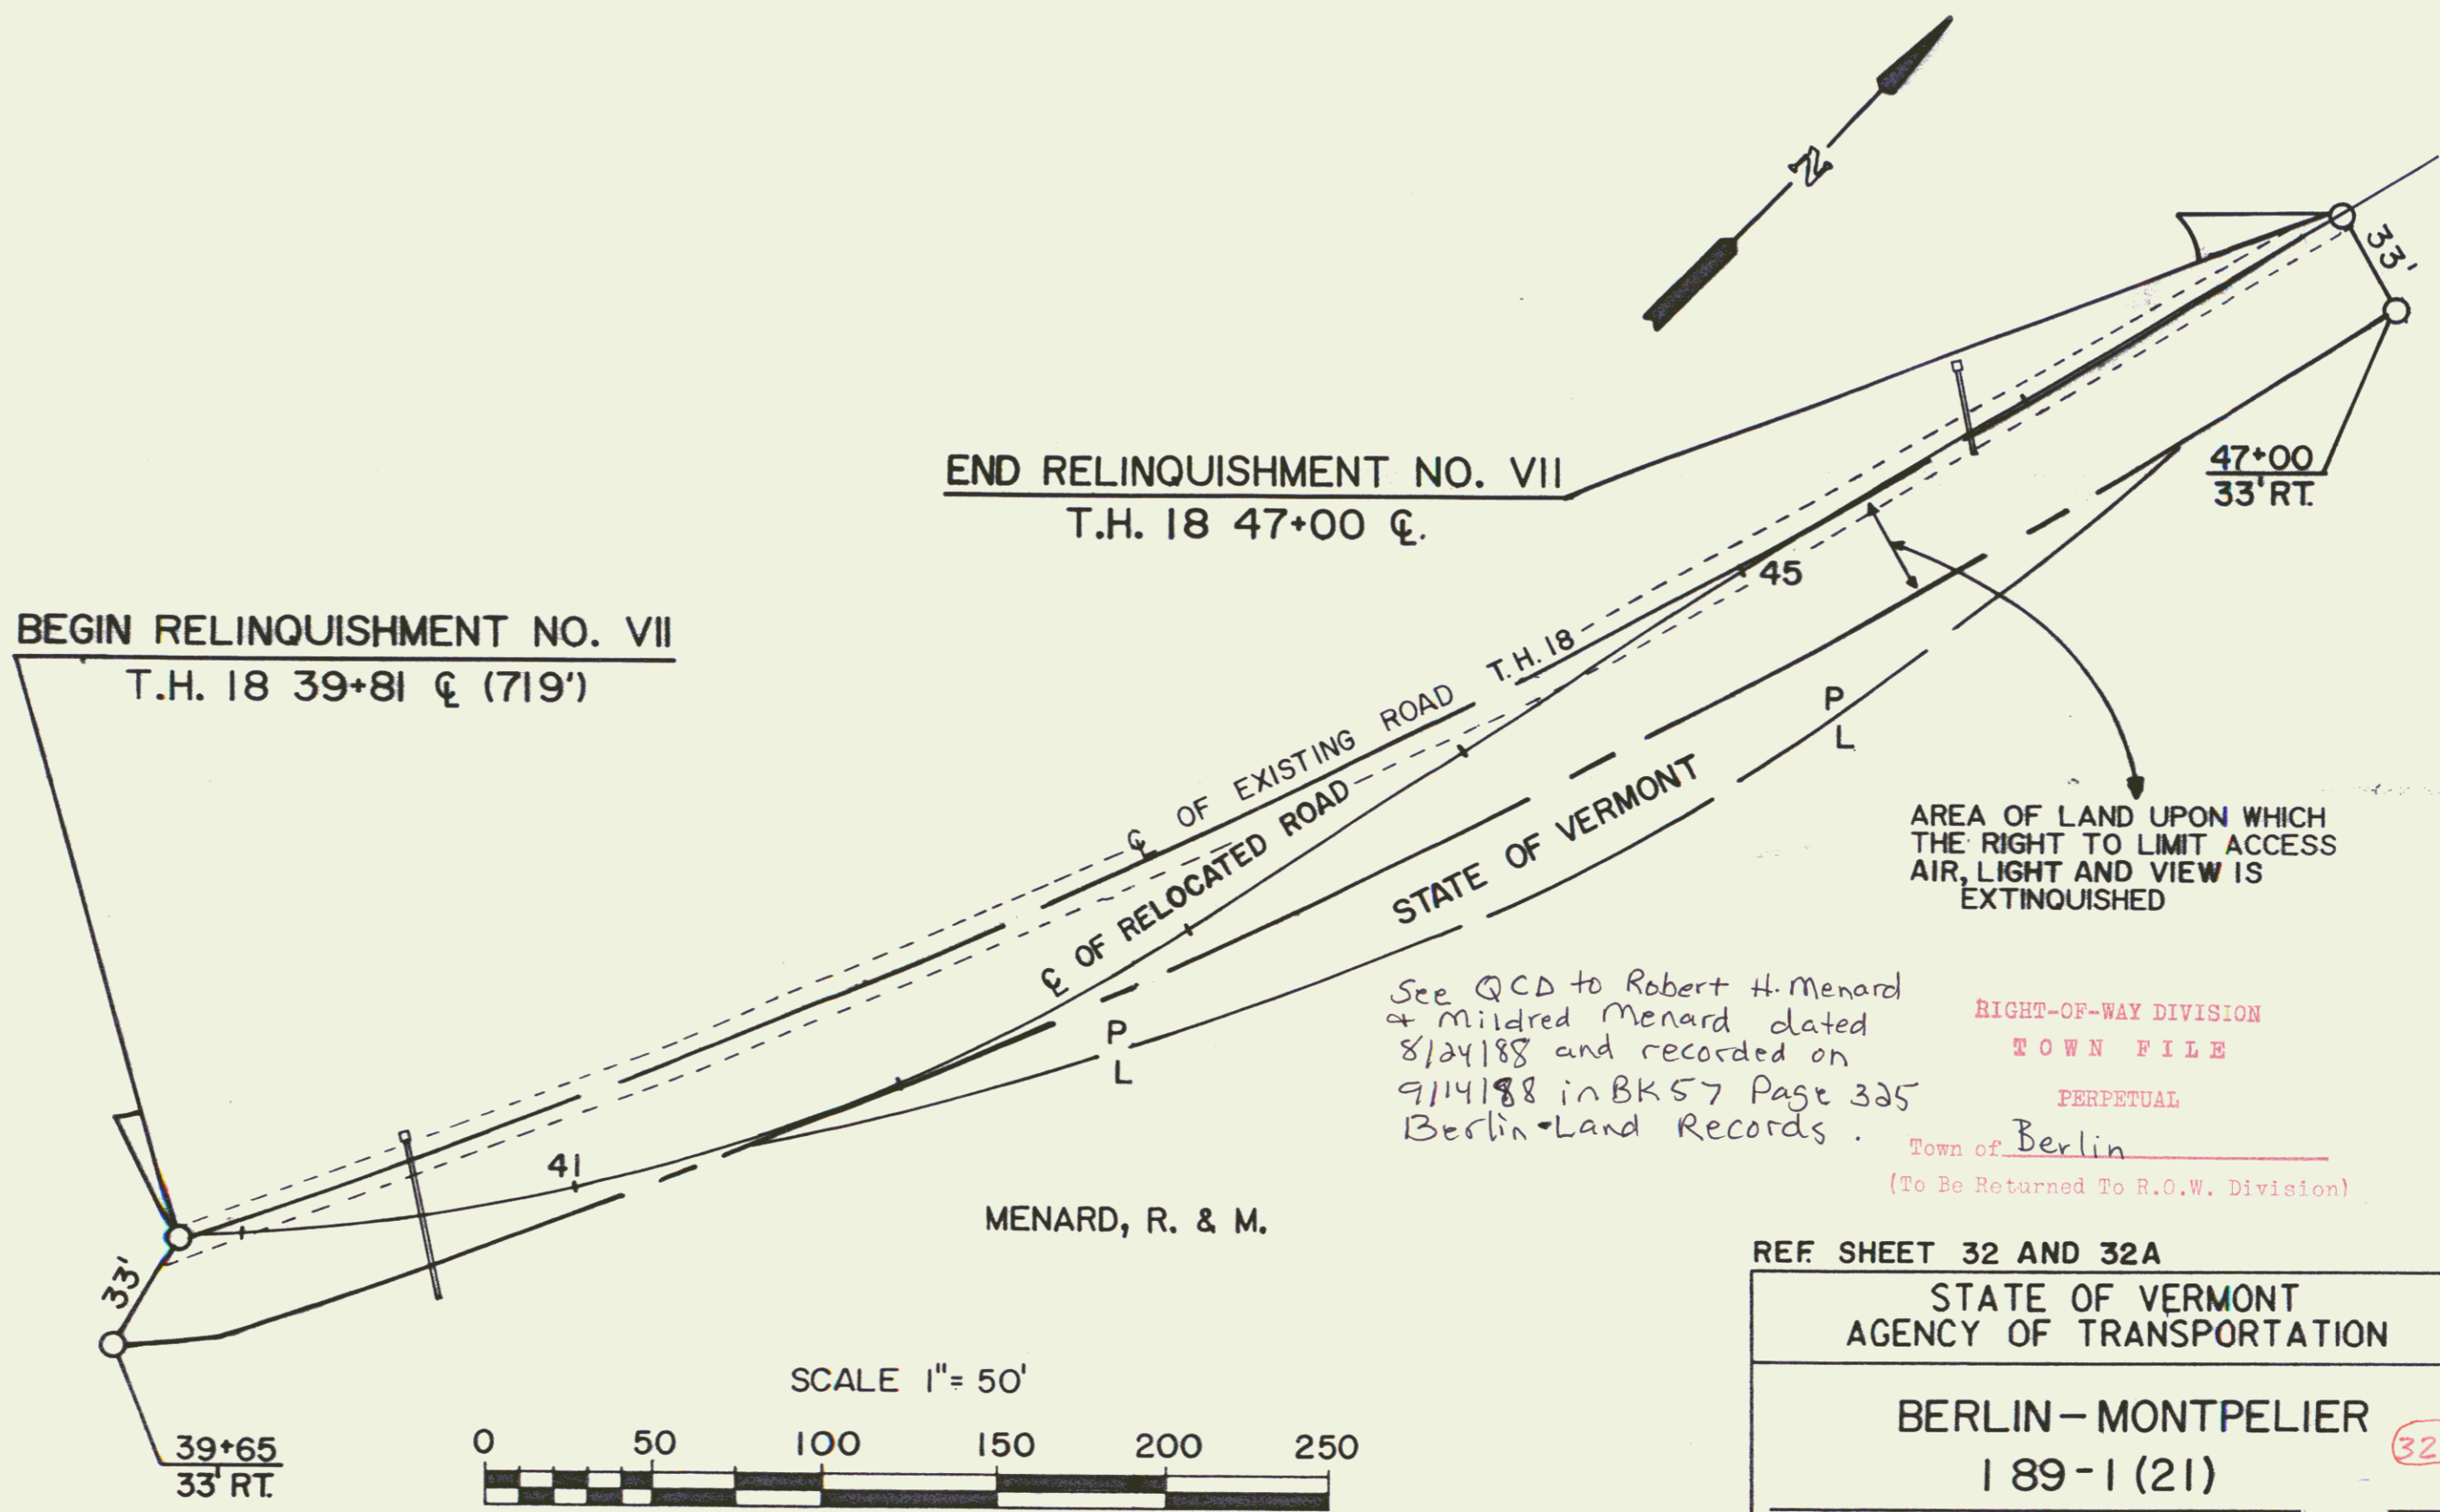 N
33'
47+00
33' RT.
END RELINQUISHMENT NO. VII
T.H. 18 47+00 ℄.
45
BEGIN RELINQUISHMENT NO. VII
T.H. 18 39+81 ℄ (719')
℄ OF EXISTING ROAD T.H. 18
℄ OF RELOCATED ROAD
STATE OF VERMONT
P
L
AREA OF LAND UPON WHICH
THE RIGHT TO LIMIT ACCESS
AIR, LIGHT AND VIEW IS
EXTINQUISHED
See QCD to Robert H. Menard
& Mildred Menard dated
8/24/88 and recorded on
9/14/88 in BK 57 Page 325
Berlin Land Records.
RIGHT-OF-WAY DIVISION
TOWN FILE
PERPETUAL
Town of Berlin
(To Be Returned To R.O.W. Division)
P
L
41
MENARD, R. & M.
33'
39+65
33' RT.
SCALE 1"= 50'
0 50 100 150 200 250
REF. SHEET 32 AND 32A
STATE OF VERMONT
AGENCY OF TRANSPORTATION
BERLIN – MONTPELIER
I 89-1 (21)
32